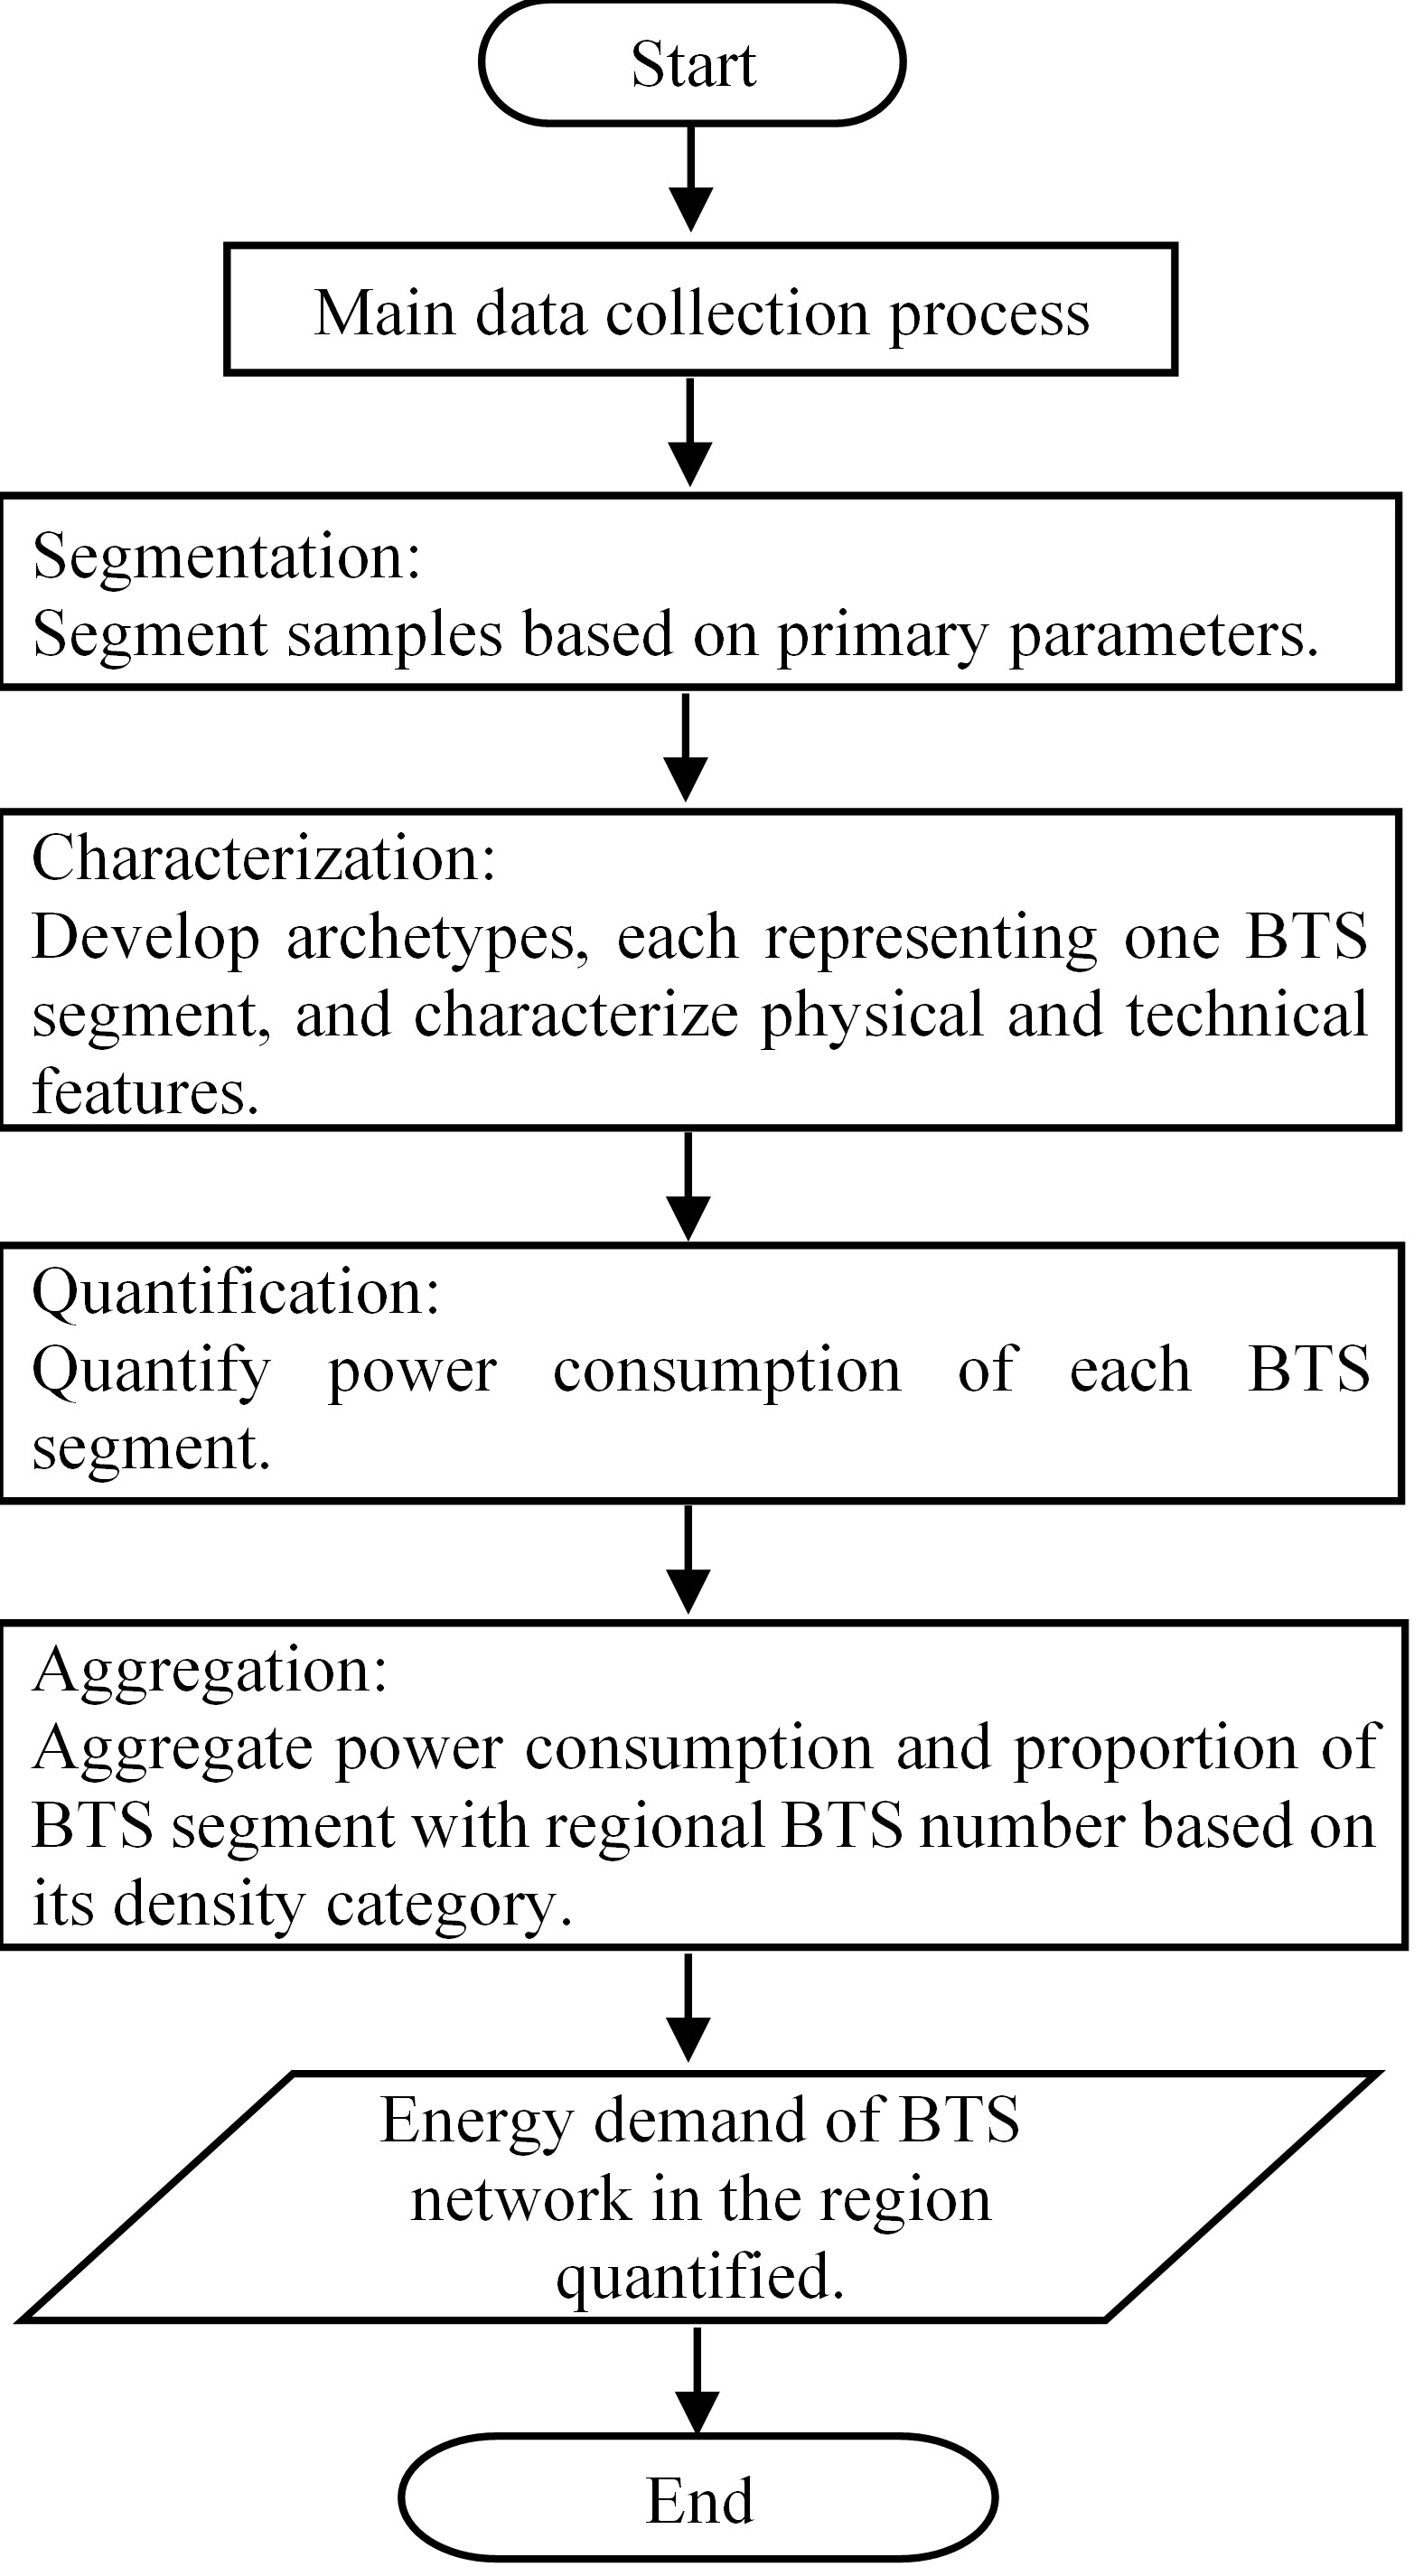 Start
Main data collection process
Segmentation:
Segment samples based on primary parameters.
Characterization:
Develop archetypes, each representing one BTS
segment, and characterize physical and technical
features.
Quantification:
Quantify power consumption of each BTS
segment.
Aggregation:
Aggregate power consumption and proportion of
BTS segment with regional BTS number based on
its density category.
Energy demand of BTS
network in the region
quantified.
End